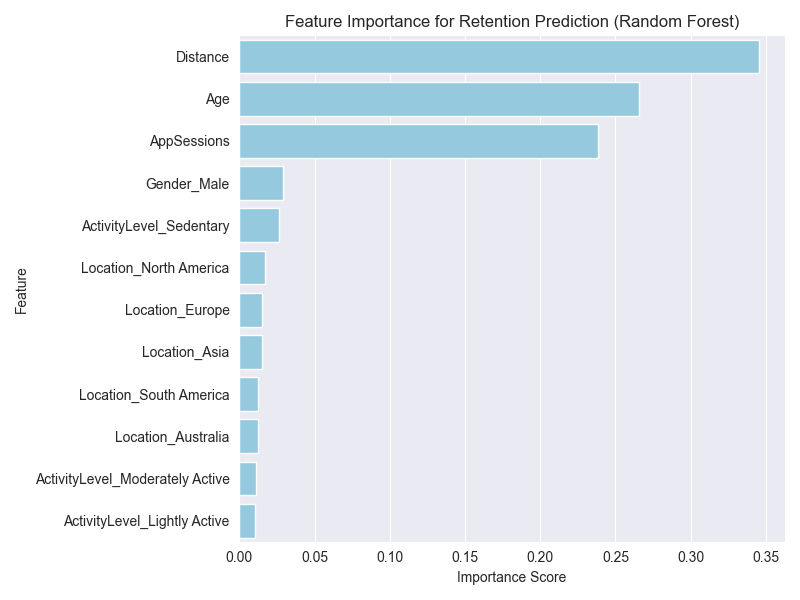 Feature Importance for Retention Prediction (Random Forest)
Feature
Distance
Age
AppSessions
Gender_Male
ActivityLevel_Sedentary
Location_North America
Location_Europe
Location_Asia
Location_South America
Location_Australia
ActivityLevel_Moderately Active
ActivityLevel_Lightly Active
0.00 0.05 0.10 0.15 0.20 0.25 0.30 0.35
Importance Score